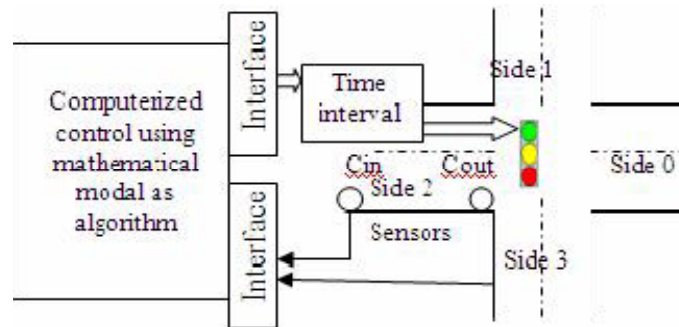 Computerized
control using
mathematical
modal as
algorithm
Interface
Interface
Time
interval
Side 1
Cin
Cout
Side 0
Side 2
Sensors
Side 3